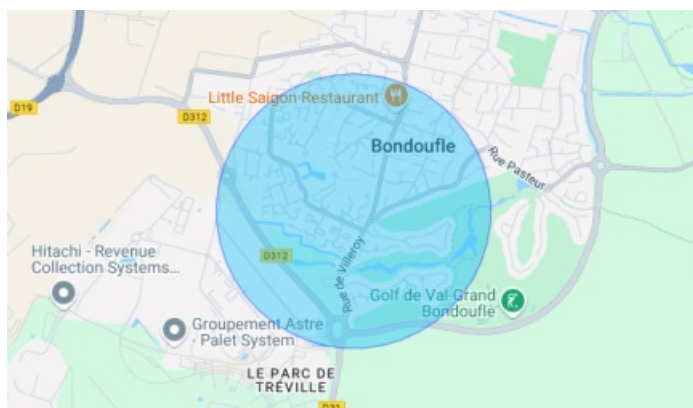 Little Saigon Restaurant
D19
D312
Bondoufle
Rue Pasteur
Hitachi - Revenue
Collection Systems...
D312
Rue de Villeroy
Golf de Val-Grand
Bondoufle
Groupement Astre
- Palet System
LE PARC DE
TRÉVILLE
D31